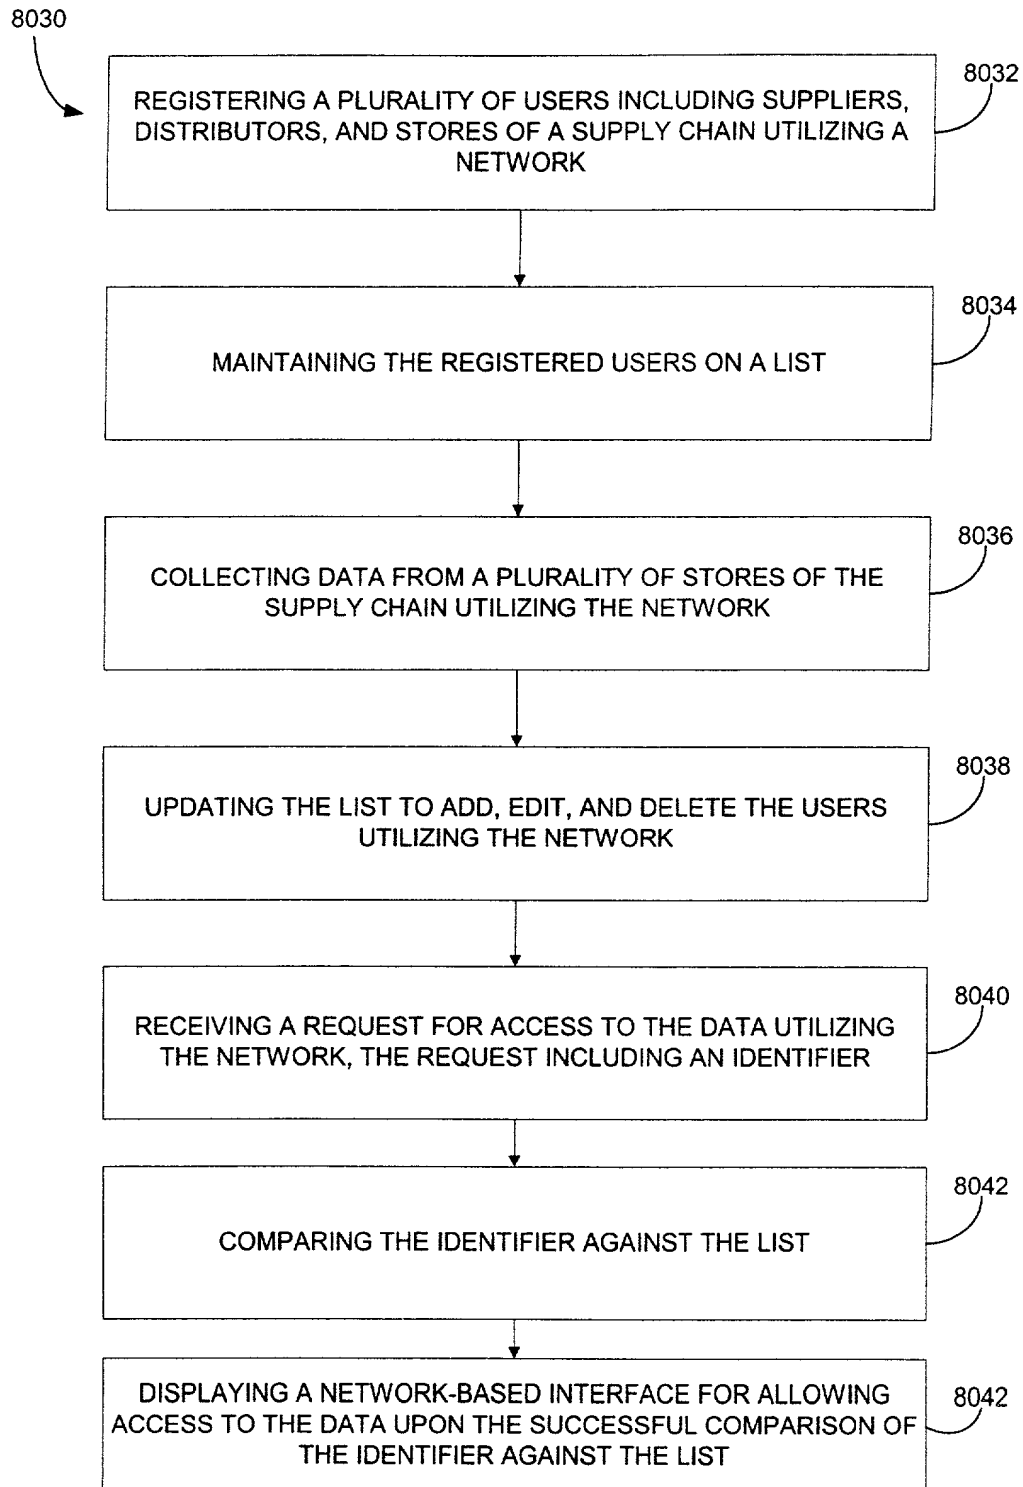 8030
8032
REGISTERING A PLURALITY OF USERS INCLUDING SUPPLIERS,
DISTRIBUTORS, AND STORES OF A SUPPLY CHAIN UTILIZING A
NETWORK
8034
MAINTAINING THE REGISTERED USERS ON A LIST
8036
COLLECTING DATA FROM A PLURALITY OF STORES OF THE
SUPPLY CHAIN UTILIZING THE NETWORK
8038
UPDATING THE LIST TO ADD, EDIT, AND DELETE THE USERS
UTILIZING THE NETWORK
8040
RECEIVING A REQUEST FOR ACCESS TO THE DATA UTILIZING
THE NETWORK, THE REQUEST INCLUDING AN IDENTIFIER
8042
COMPARING THE IDENTIFIER AGAINST THE LIST
8042
DISPLAYING A NETWORK-BASED INTERFACE FOR ALLOWING
ACCESS TO THE DATA UPON THE SUCCESSFUL COMPARISON OF
THE IDENTIFIER AGAINST THE LIST